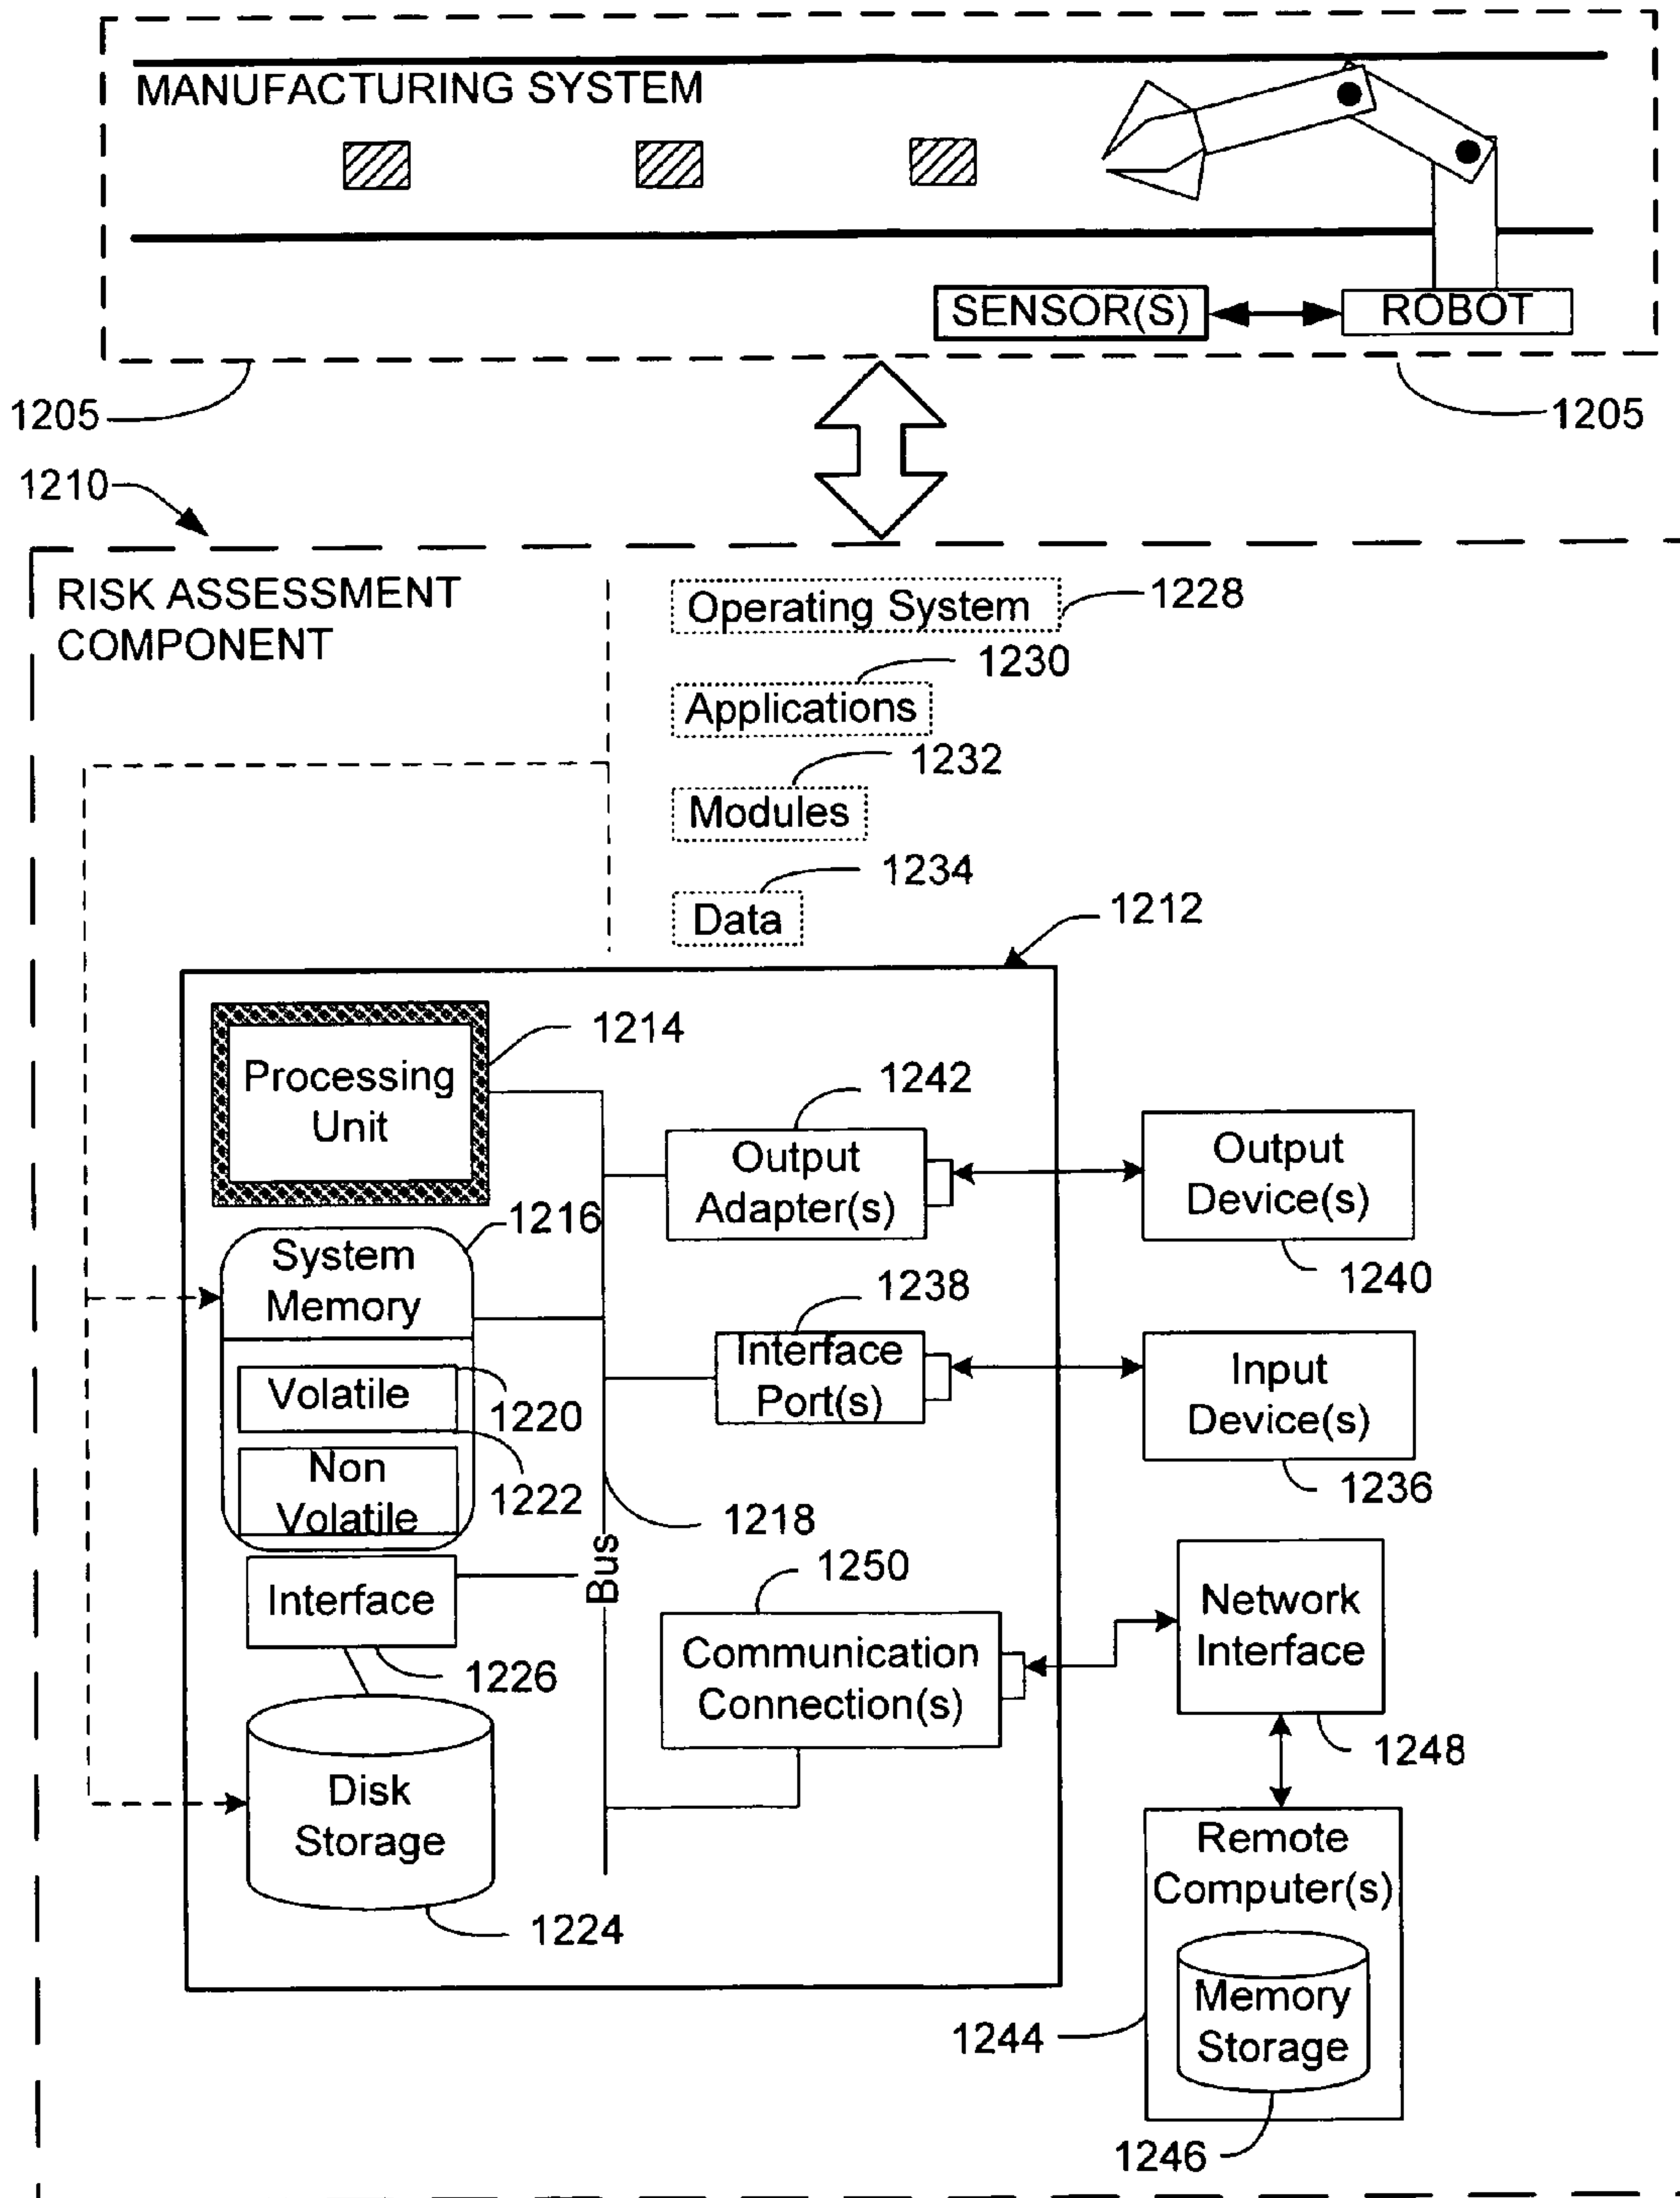 MANUFACTURING SYSTEM
SENSOR(S)
ROBOT
1205
1205
1210
RISK ASSESSMENT
COMPONENT
Operating System
1228
1230
Applications
1232
Modules
1234
Data
1212
Processing
Unit
1214
1242
Output
Adapter(s)
Output
Device(s)
1240
1216
System
Memory
1238
Interface
Port(s)
Input
Device(s)
1236
Volatile
1220
Non
Volatile
1222
1218
Bus
Interface
1226
1250
Communication
Connection(s)
Network
Interface
1248
Disk
Storage
1224
Remote
Computer(s)
Memory
Storage
1244
1246